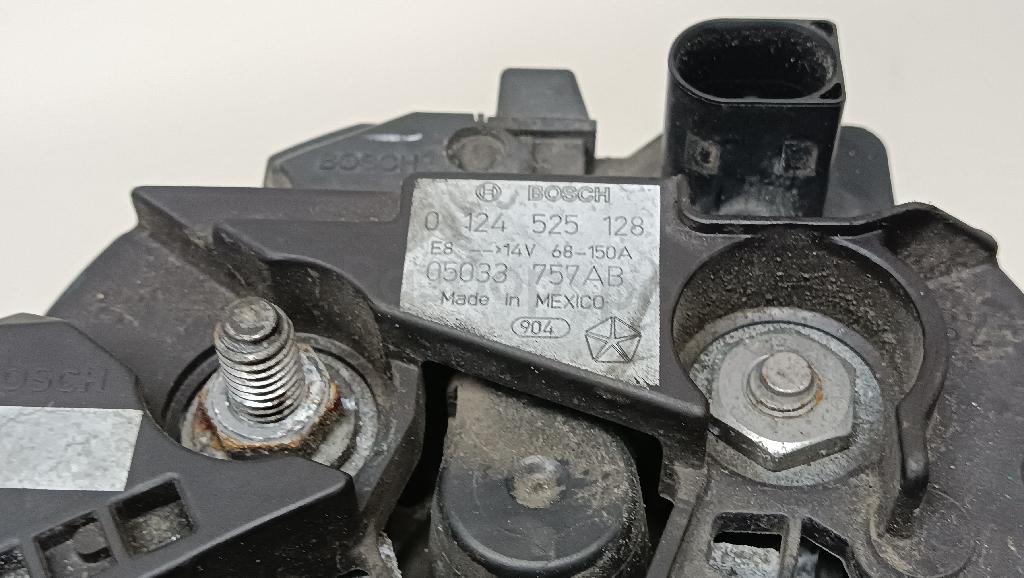 BOSCH
BOSCH
0 124 525 128
E8 -->14V 68-150A
05033 757AB
Made in MEXICO
904
BOSCH